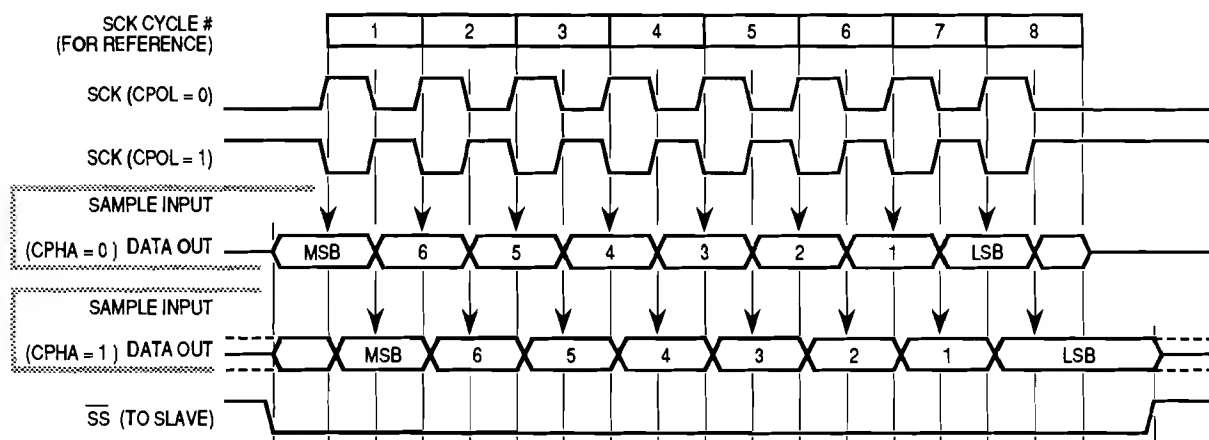 SCK CYCLE #
(FOR REFERENCE)
1 2 3 4 5 6 7 8
SCK (CPOL = 0)
SCK (CPOL = 1)
SAMPLE INPUT
(CPHA = 0) DATA OUT
MSB 6 5 4 3 2 1 LSB
SAMPLE INPUT
(CPHA = 1) DATA OUT
MSB 6 5 4 3 2 1 LSB
SS (TO SLAVE)